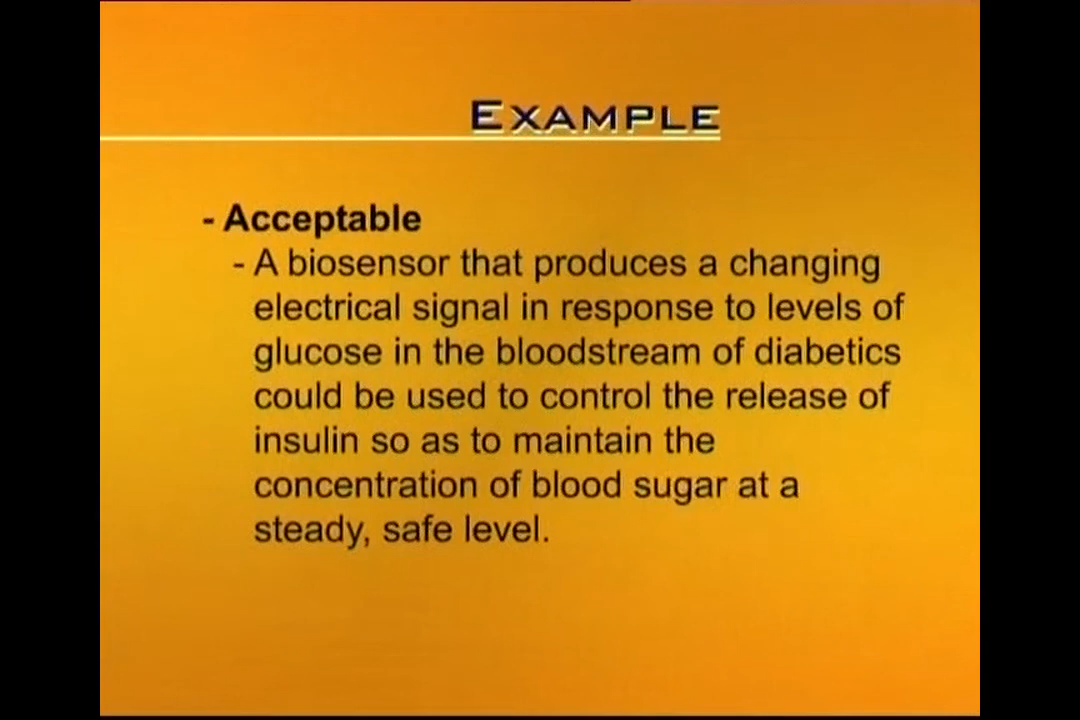 EXAMPLE
- Acceptable
- A biosensor that produces a changing
electrical signal in response to levels of
glucose in the bloodstream of diabetics
could be used to control the release of
insulin so as to maintain the
concentration of blood sugar at a
steady, safe level.